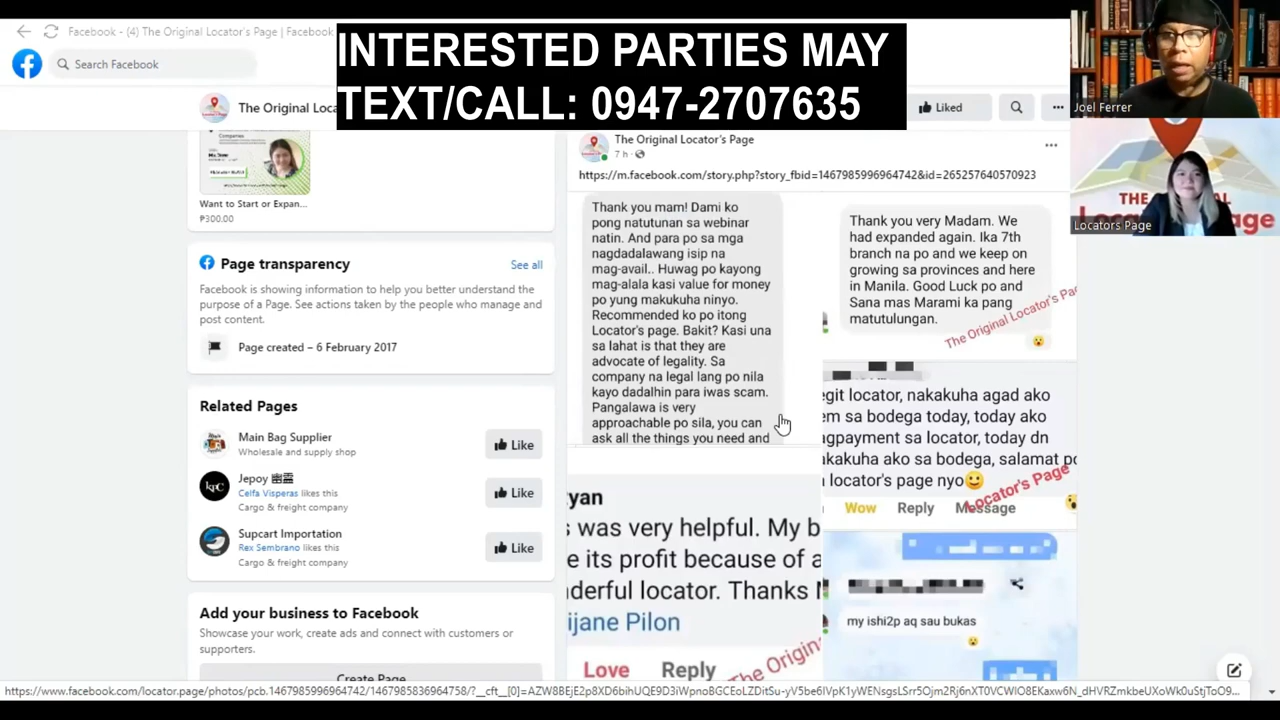 Facebook - (4) The Original Locator's Page | Facebook
INTERESTED PARTIES MAY
TEXT/CALL: 0947-2707635
Search Facebook
The Original Loca
Liked
Joel Ferrer
Locators Page
Want to Start or Expan...
₱300.00
Page transparency
See all
Facebook is showing information to help you better understand the
purpose of a Page. See actions taken by the people who manage and
post content.
Page created – 6 February 2017
Related Pages
Main Bag Supplier
Wholesale and supply shop
Like
Jepoy 幽霊
Celfa Visperas likes this
Cargo & freight company
Like
Supcart Importation
Rex Sembrano likes this
Cargo & freight company
Like
Add your business to Facebook
Showcase your work, create ads and connect with customers or
supporters.
Create Page
The Original Locator's Page
7 h
https://m.facebook.com/story.php?story_fbid=1467985996964742&id=265257640570923
Thank you mam! Dami ko
pong natutunan sa webinar
natin. And para po sa mga
nagdadalawang isip na
mag-avail.. Huwag po kayong
mag-alala kasi value for money
po yung makukuha ninyo.
Recommended ko po itong
Locator's page. Bakit? Kasi una
sa lahat is that they are
advocate of legality. Sa
company na legal lang po nila
kayo dadalhin para iwas scam.
Pangalawa is very
approachable po sila, you can
ask all the things you need and
Thank you very Madam. We
had expanded again. Ika 7th
branch na po and we keep on
growing sa provinces and here
in Manila. Good Luck po and
Sana mas Marami ka pang
matutulungan.
The Original Locator's Pa
egit locator, nakakuha agad ako
em sa bodega today, today ako
agpayment sa locator, today dn
akakuha ako sa bodega, salamat po
locator's page nyo
Locator's Page
Wow Reply Message
yan
s was very helpful. My b
e its profit because of a
derful locator. Thanks
ijane Pilon
Love Reply
The Origin
my ishi2p aq sau bukas